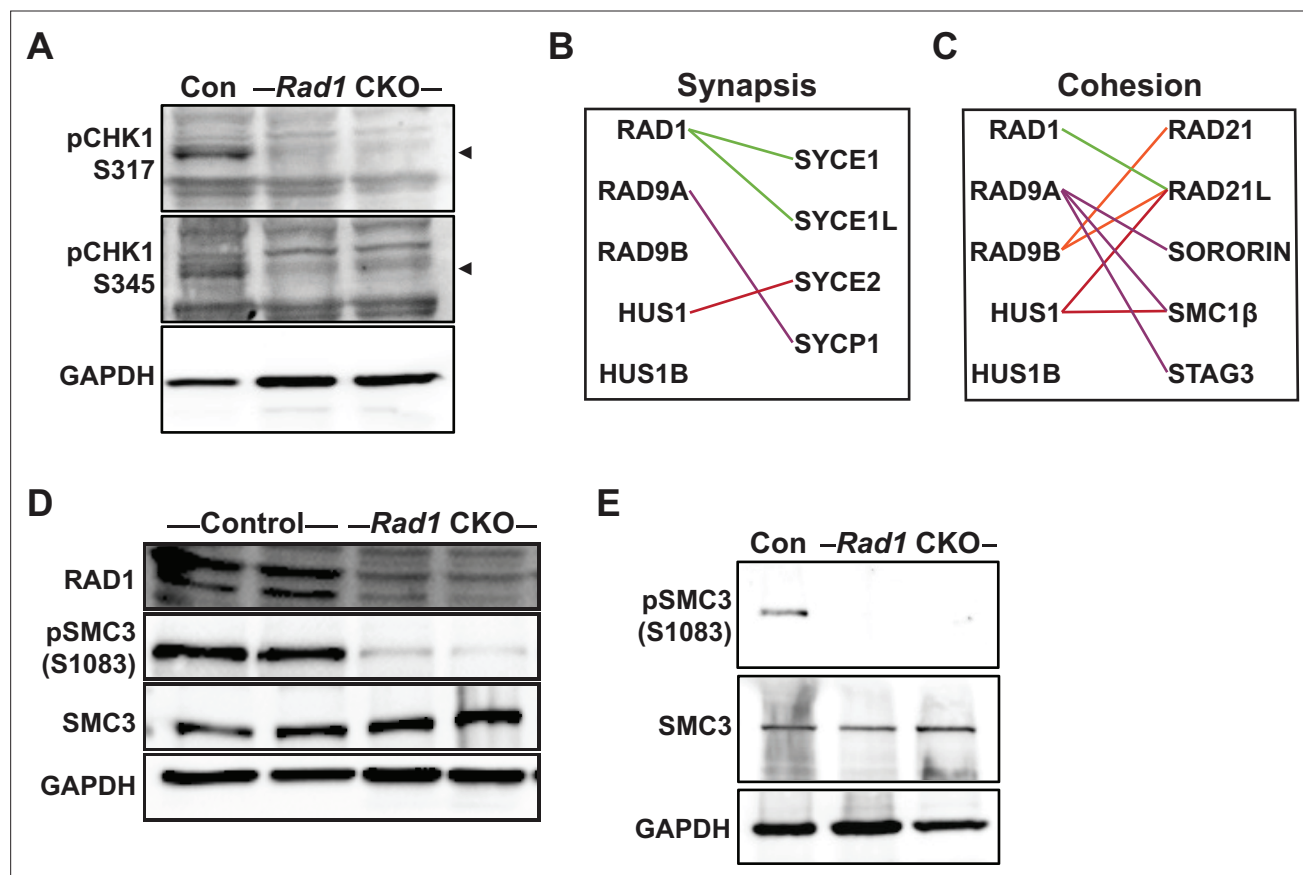 A
Con –Rad1 CKO–
pCHK1
S317
pCHK1
S345
GAPDH
B
Synapsis
RAD1
RAD9A
RAD9B
HUS1
HUS1B
SYCE1
SYCE1L
SYCE2
SYCP1
C
Cohesion
RAD1
RAD9A
RAD9B
HUS1
HUS1B
RAD21
RAD21L
SORORIN
SMC1β
STAG3
D
—Control— –Rad1 CKO–
RAD1
pSMC3
(S1083)
SMC3
GAPDH
E
Con –Rad1 CKO–
pSMC3
(S1083)
SMC3
GAPDH